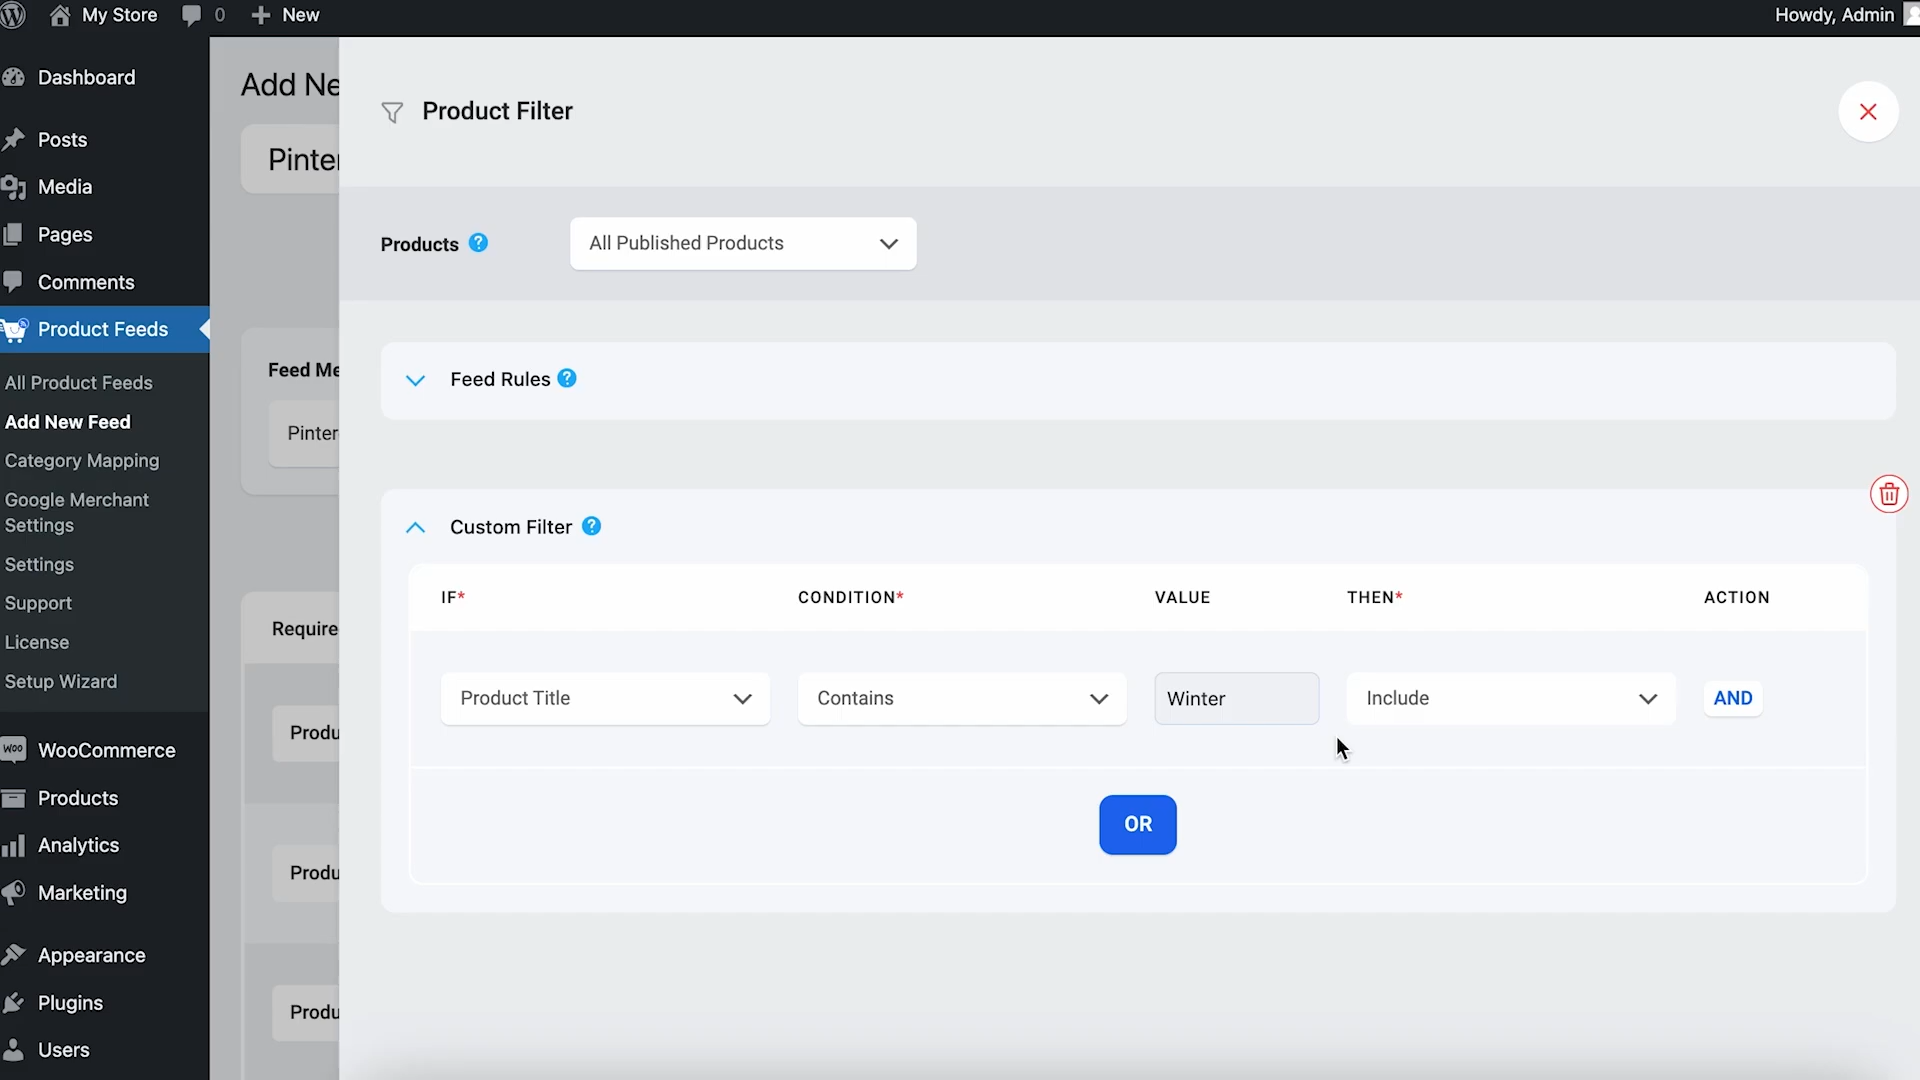 My Store 0 New Howdy, Admin
Dashboard
Posts
Media
Pages
Comments
Product Feeds
All Product Feeds
Add New Feed
Category Mapping
Google Merchant
Settings
Settings
Support
License
Setup Wizard
WooCommerce
Products
Analytics
Marketing
Appearance
Plugins
Users
Add Ne
Pinter
Feed Me
Pinter
Require
Produ
Produ
Produ
Product Filter
Products ?
All Published Products
Feed Rules ?
Custom Filter ?
IF* CONDITION* VALUE THEN* ACTION
Product Title Contains Winter Include AND
OR